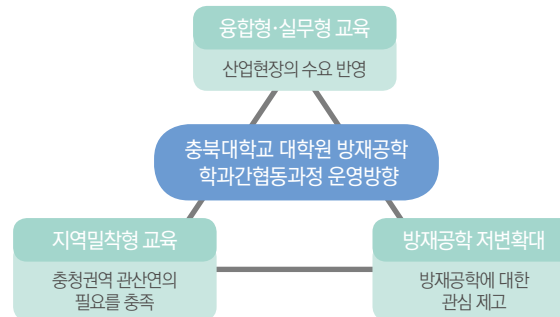 융합형·실무형 교육
산업현장의 수요 반영
충북대학교 대학원 방재공학
학과간협동과정 운영방향
지역밀착형 교육
충청권역 관산연의
필요를 충족
방재공학 저변확대
방재공학에 대한
관심 제고